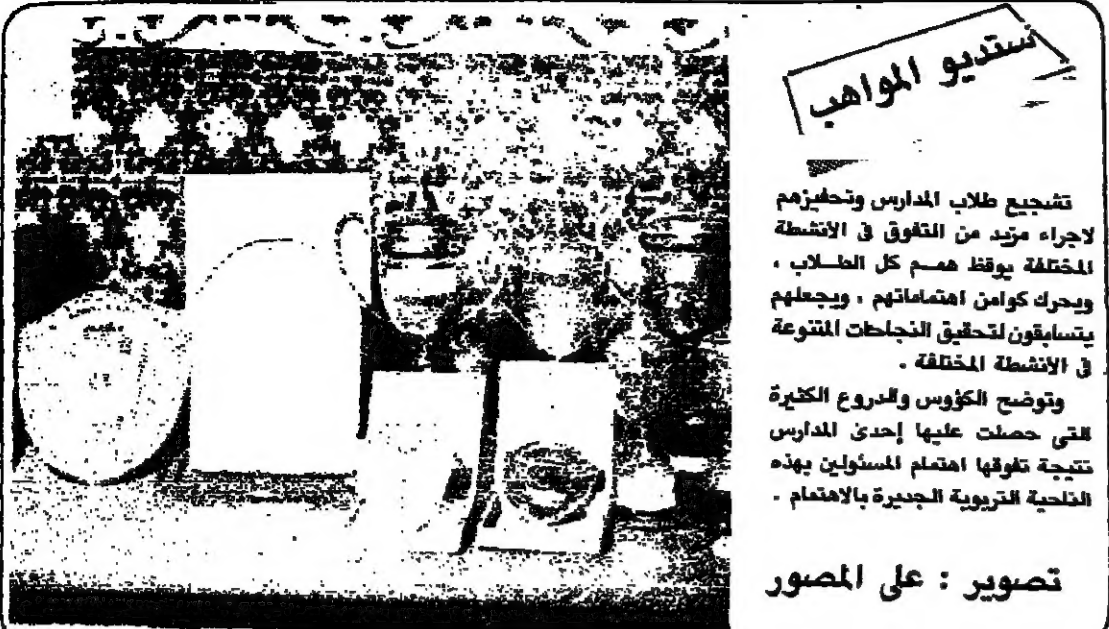 ستديو المواهب
تشجيع طلاب المدارس وتحفيزهم
لاجراء مزيد من التفوق في الأنشطة
المختلفة يوقظ همم كل الطلاب ،
ويحرك كوامن اهتماماتهم ، ويجعلهم
يتسابقون لتحقيق النجاحات المتنوعة
في الأنشطة المختلفة .
وتوضح الكؤوس والدروع الكثيرة
التي حصلت عليها إحدى المدارس
نتيجة تفوقها اهتمام المسئولين بهذه
الناحية التربوية الجديرة بالاهتمام .
تصوير : على المصور